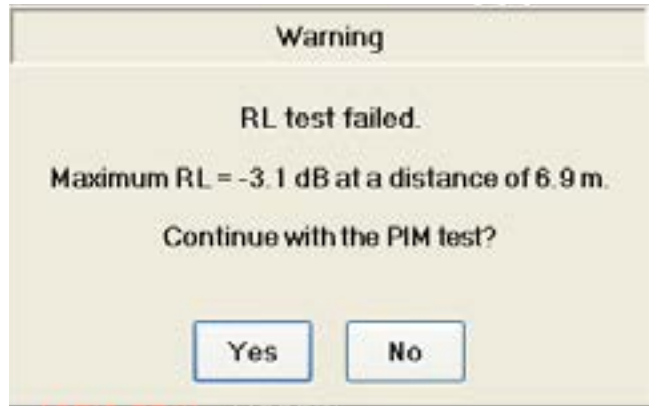 Warning
RL test failed.
Maximum RL = -3.1 dB at a distance of 6.9 m.
Continue with the PIM test?
Yes No